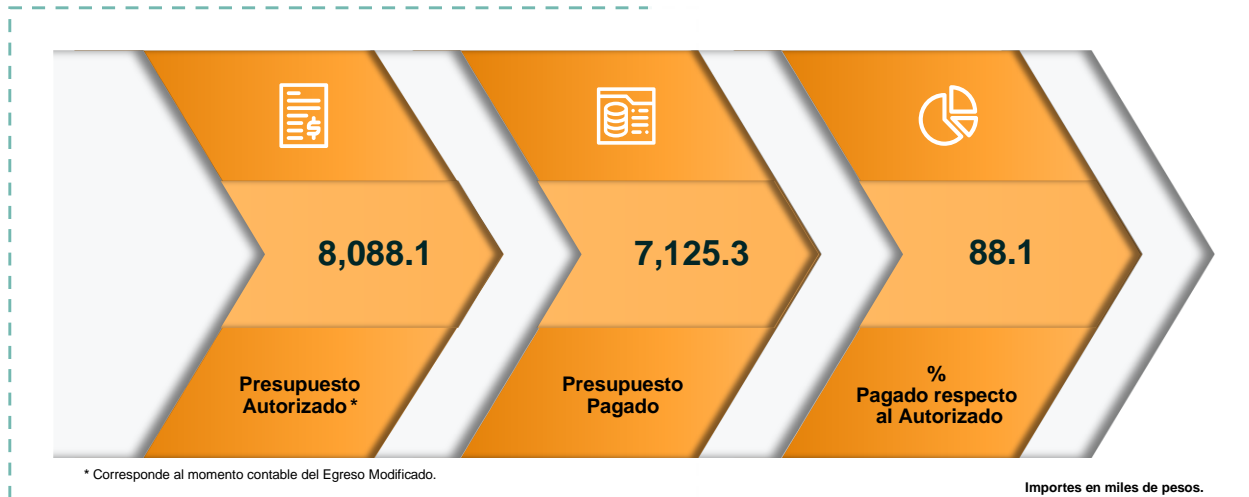 8,088.1
7,125.3
88.1
Presupuesto
Autorizado *
Presupuesto
Pagado
%
Pagado respecto
al Autorizado
* Corresponde al momento contable del Egreso Modificado.
Importes en miles de pesos.